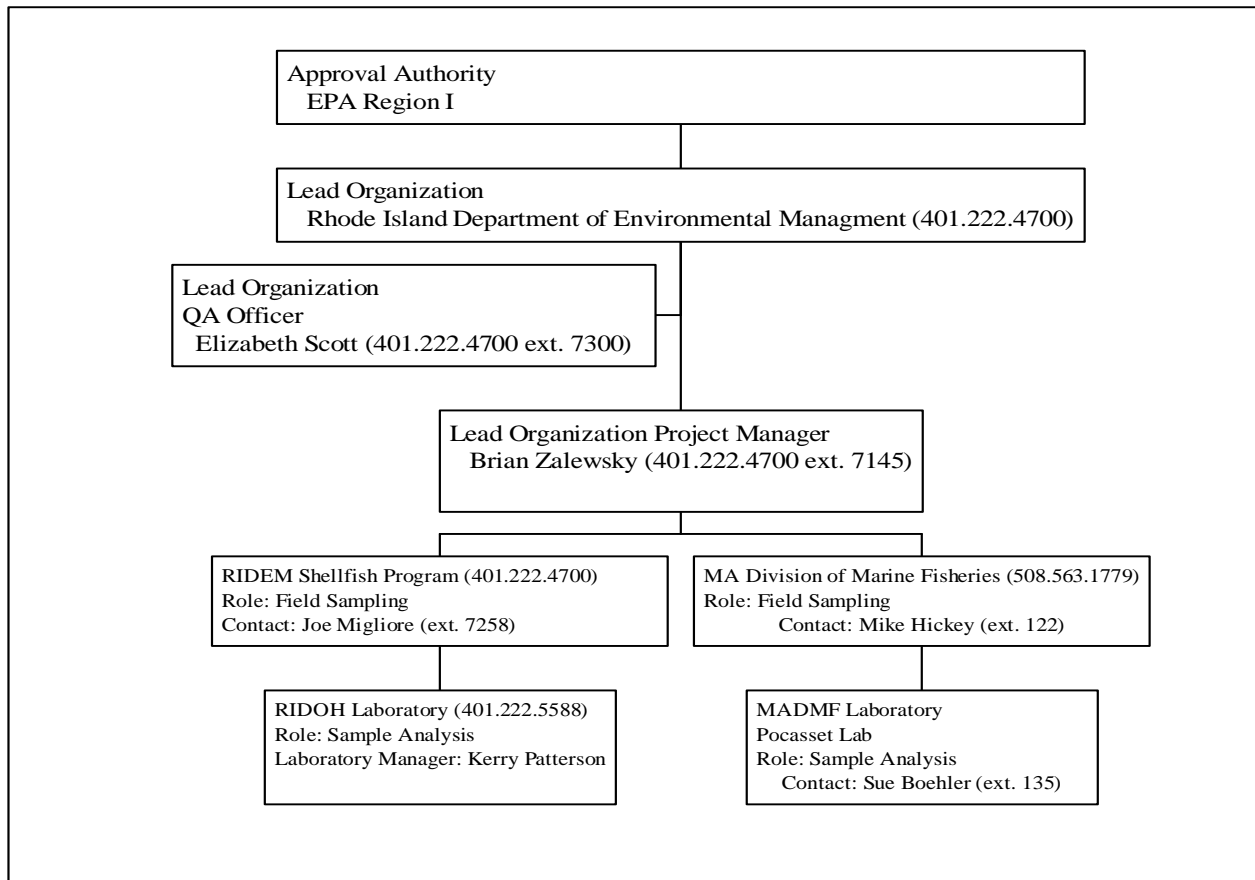 Approval Authority
EPA Region I
Lead Organization
Rhode Island Department of Environmental Managment (401.222.4700)
Lead Organization
QA Officer
Elizabeth Scott (401.222.4700 ext. 7300)
Lead Organization Project Manager
Brian Zalewsky (401.222.4700 ext. 7145)
RIDEM Shellfish Program (401.222.4700)
Role: Field Sampling
Contact: Joe Migliore (ext. 7258)
MA Division of Marine Fisheries (508.563.1779)
Role: Field Sampling
Contact: Mike Hickey (ext. 122)
RIDOH Laboratory (401.222.5588)
Role: Sample Analysis
Laboratory Manager: Kerry Patterson
MADMF Laboratory
Pocasset Lab
Role: Sample Analysis
Contact: Sue Boehler (ext. 135)